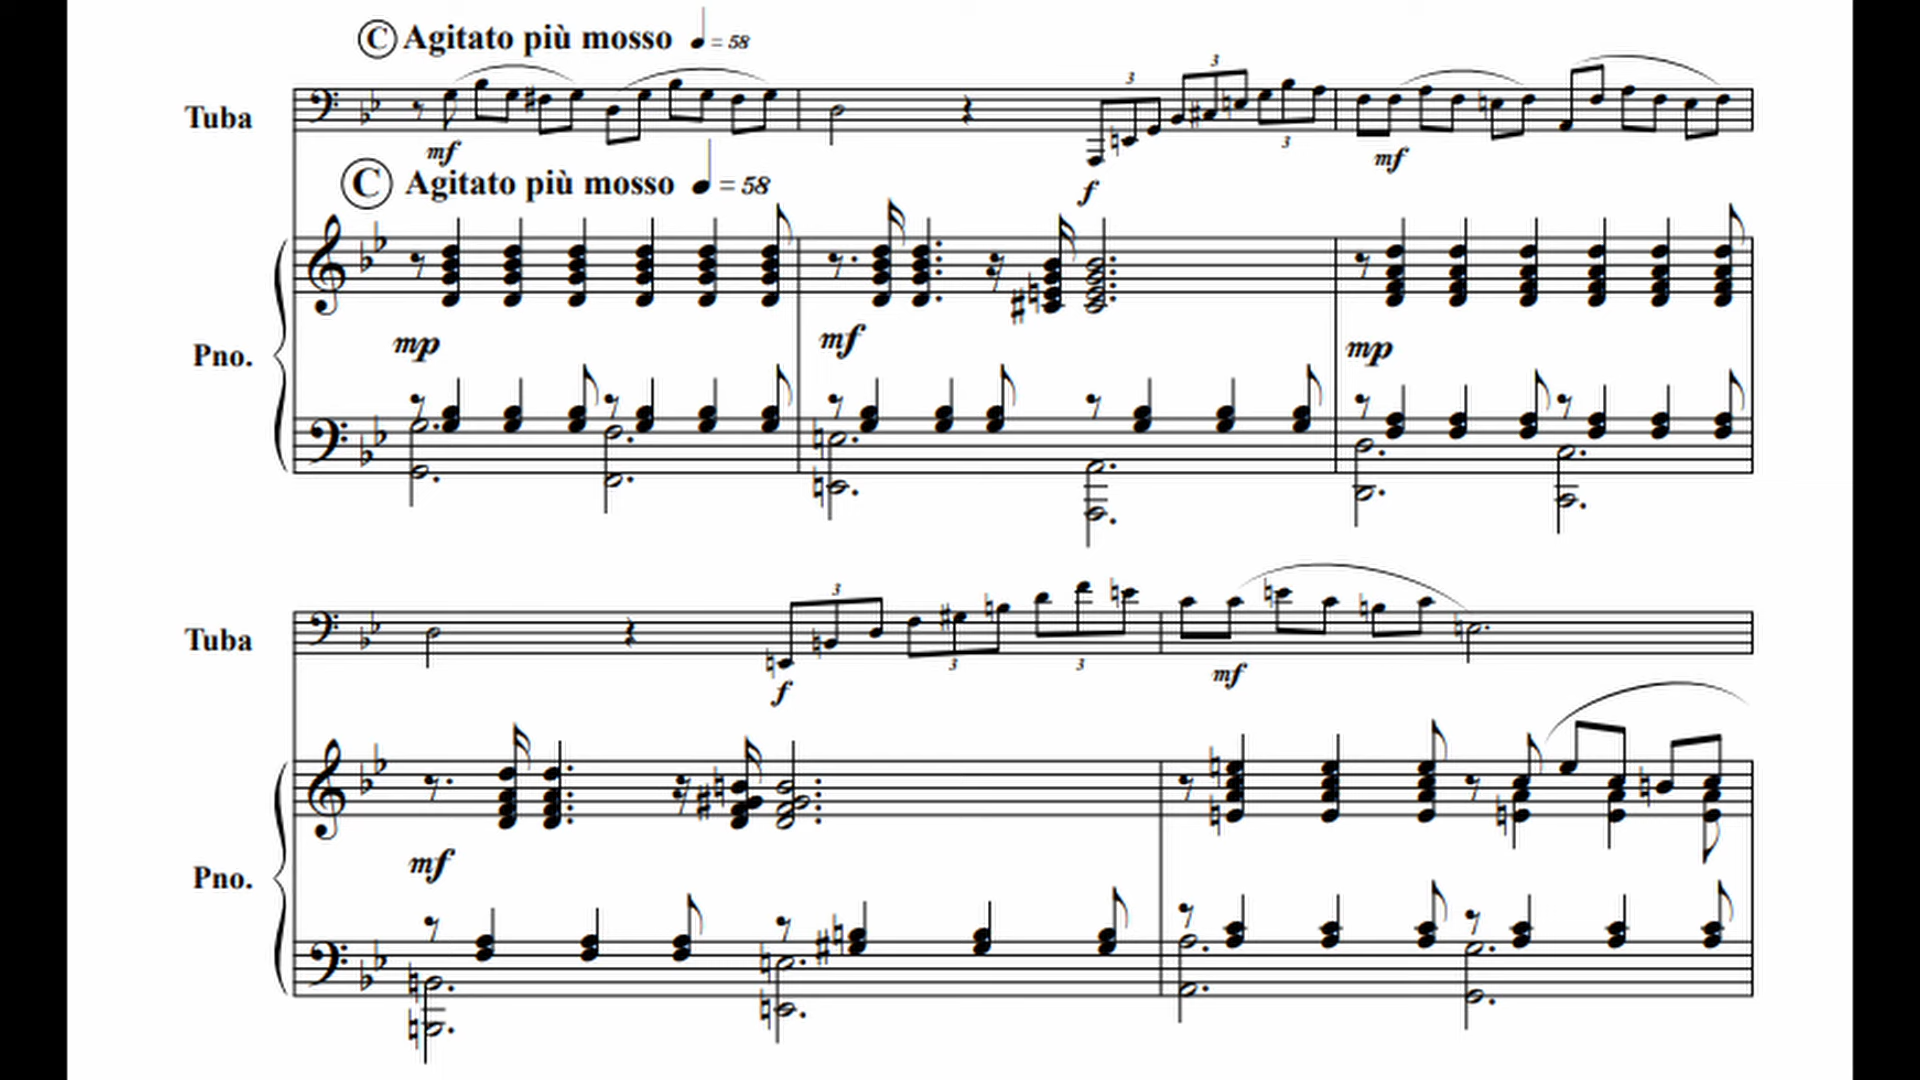 C Agitato più mosso ♩ = 58
3 3
Tuba
mf 3 mf
f
C Agitato più mosso ♩ = 58
mp mf mp
Pno.
3
Tuba
3 3
f mf
mf
Pno.